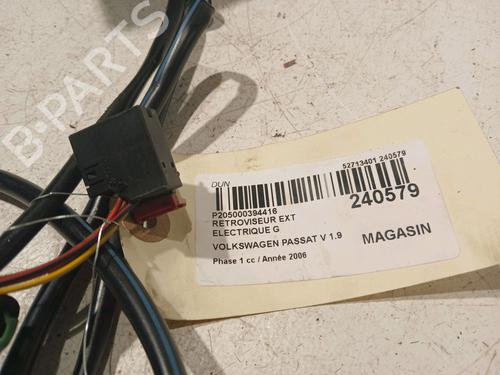 B-PARTS
DUN
52713401 240579
P205000394416
RETROVISEUR EXT
ELECTRIQUE G
240579
VOLKSWAGEN PASSAT V 1.9
MAGASIN
Phase 1 cc / Année 2006